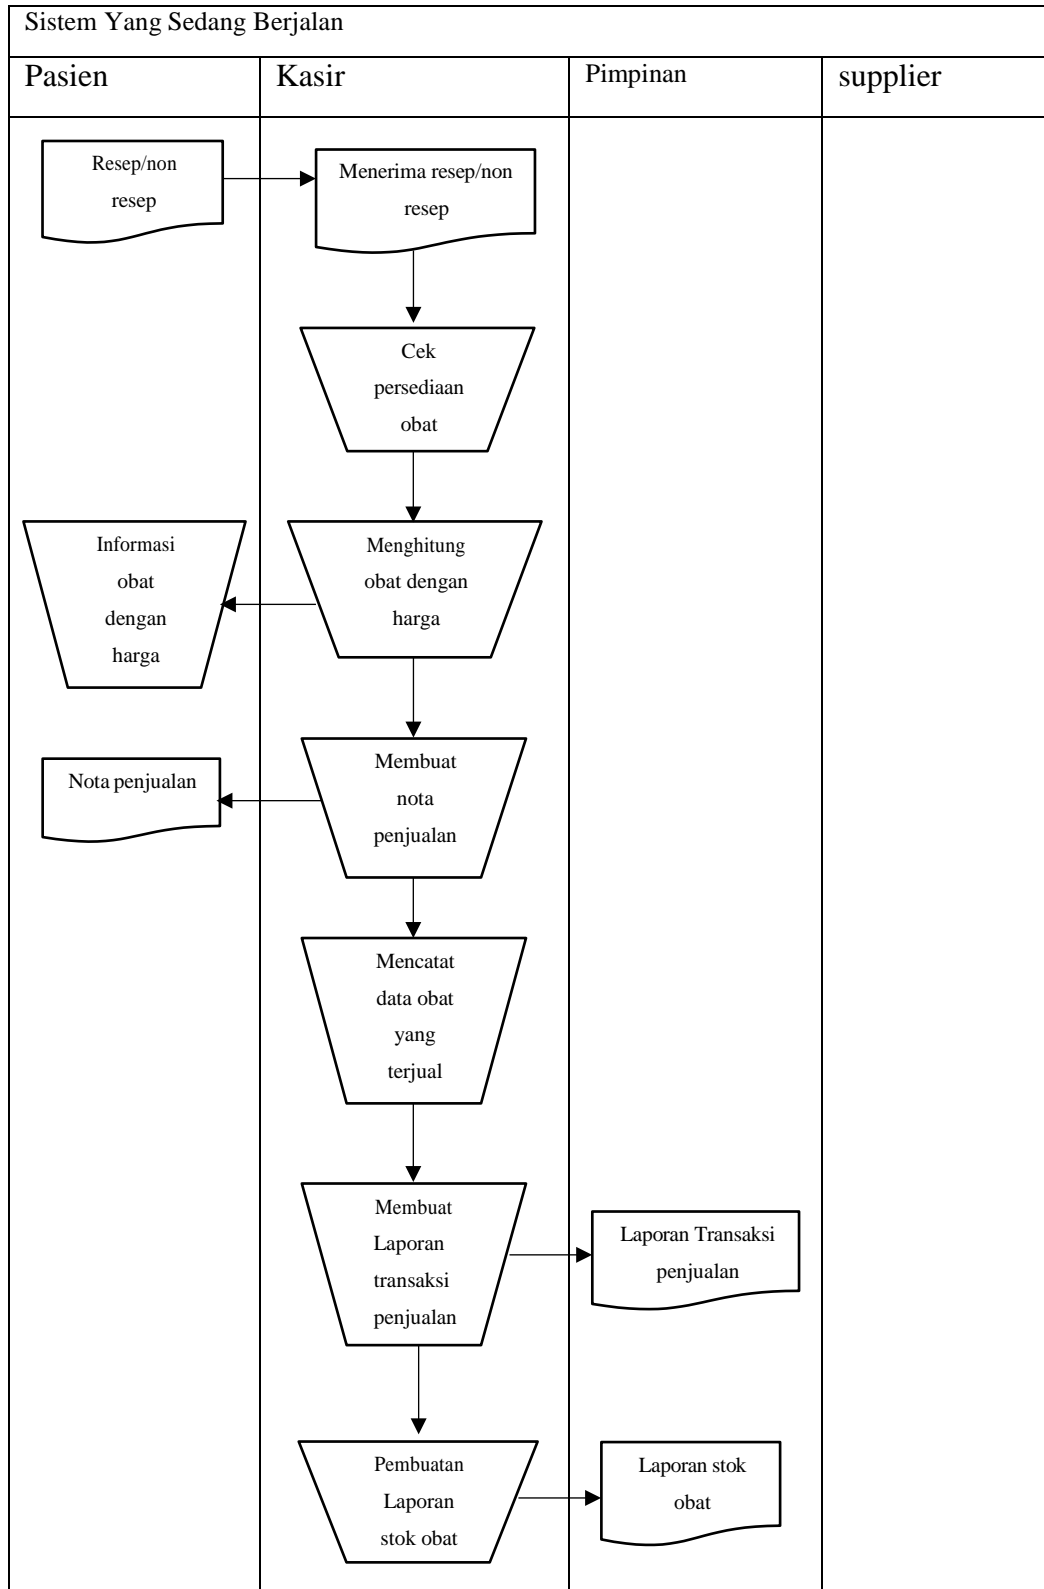 Sistem Yang Sedang Berjalan
Pasien
Kasir
Pimpinan
supplier
Resep/non
resep
Menerima resep/non
resep
Cek
persediaan
obat
Informasi
obat
dengan
harga
Menghitung
obat dengan
harga
Nota penjualan
Membuat
nota
penjualan
Mencatat
data obat
yang
terjual
Membuat
Laporan
transaksi
penjualan
Laporan Transaksi
penjualan
Pembuatan
Laporan
stok obat
Laporan stok
obat